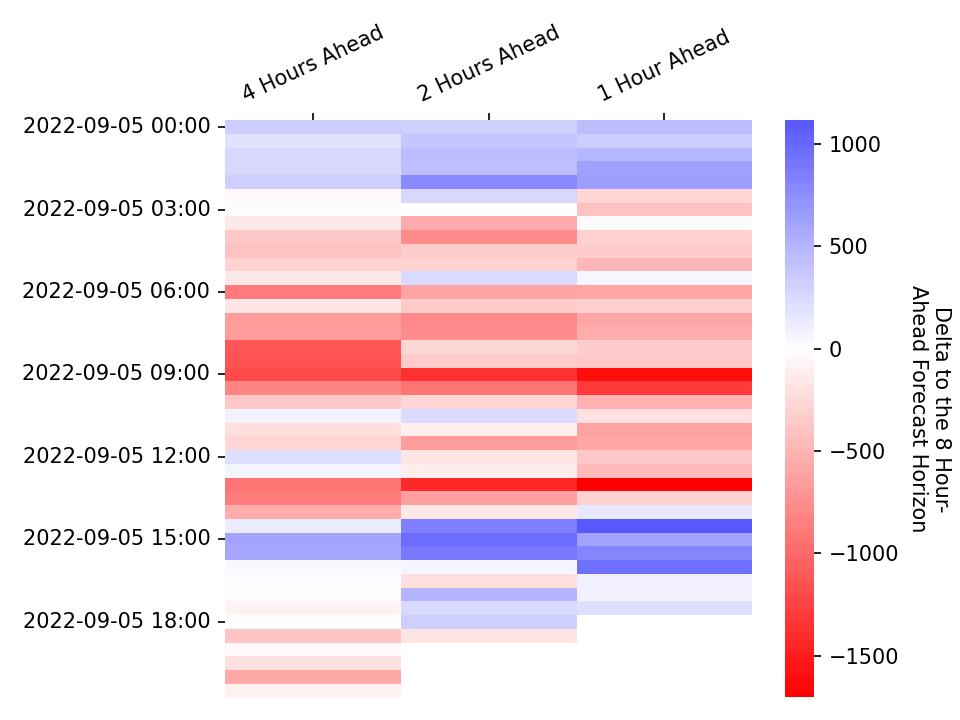 4 Hours Ahead
2 Hours Ahead
1 Hour Ahead
2022-09-05 00:00
2022-09-05 03:00
2022-09-05 06:00
2022-09-05 09:00
2022-09-05 12:00
2022-09-05 15:00
2022-09-05 18:00
1000
500
0
−500
−1000
−1500
Delta to the 8 Hour-
Ahead Forecast Horizon